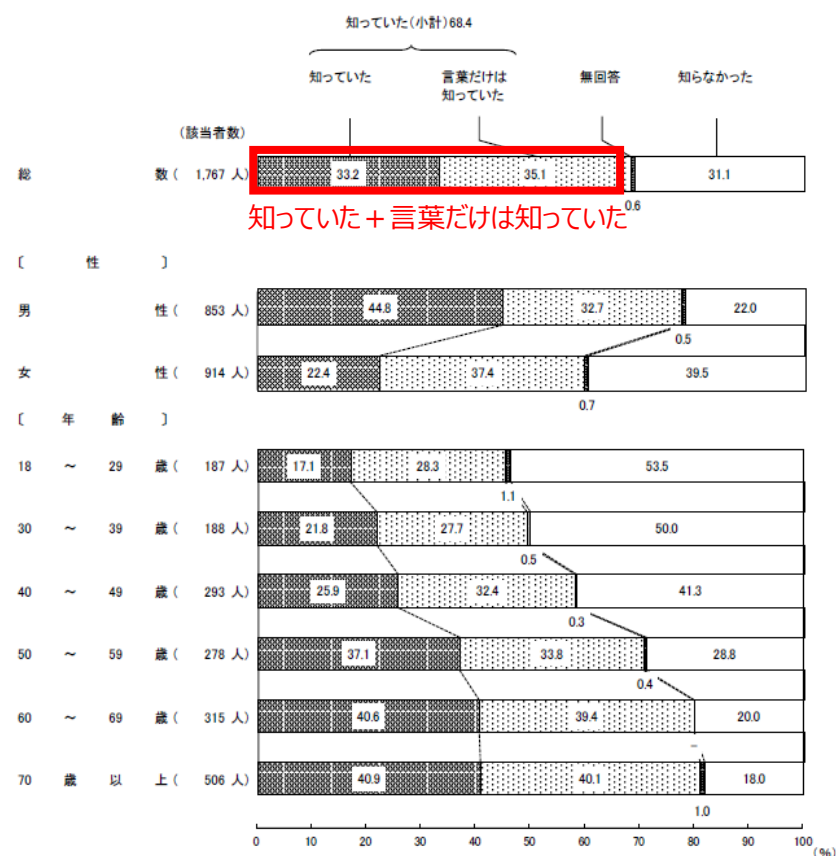 知っていた(小計)68.4
知っていた 言葉だけは 無回答 知らなかった
知っていた
(該当者数)
総 数 ( 1,767 人) 33.2 35.1 31.1
0.6
知っていた+言葉だけは知っていた
〔 性 〕
男 性 ( 853 人) 44.8 32.7 22.0
0.5
女 性 ( 914 人) 22.4 37.4 39.5
0.7
〔 年 齢 〕
18 ~ 29 歳 ( 187 人) 17.1 28.3 53.5
1.1
30 ~ 39 歳 ( 188 人) 21.8 27.7 50.0
0.5
40 ~ 49 歳 ( 293 人) 25.9 32.4 41.3
0.3
50 ~ 59 歳 ( 278 人) 37.1 33.8 28.8
0.4
60 ~ 69 歳 ( 315 人) 40.6 39.4 20.0
-
70 歳 以 上 ( 506 人) 40.9 40.1 18.0
1.0
0 10 20 30 40 50 60 70 80 90 100
(%)